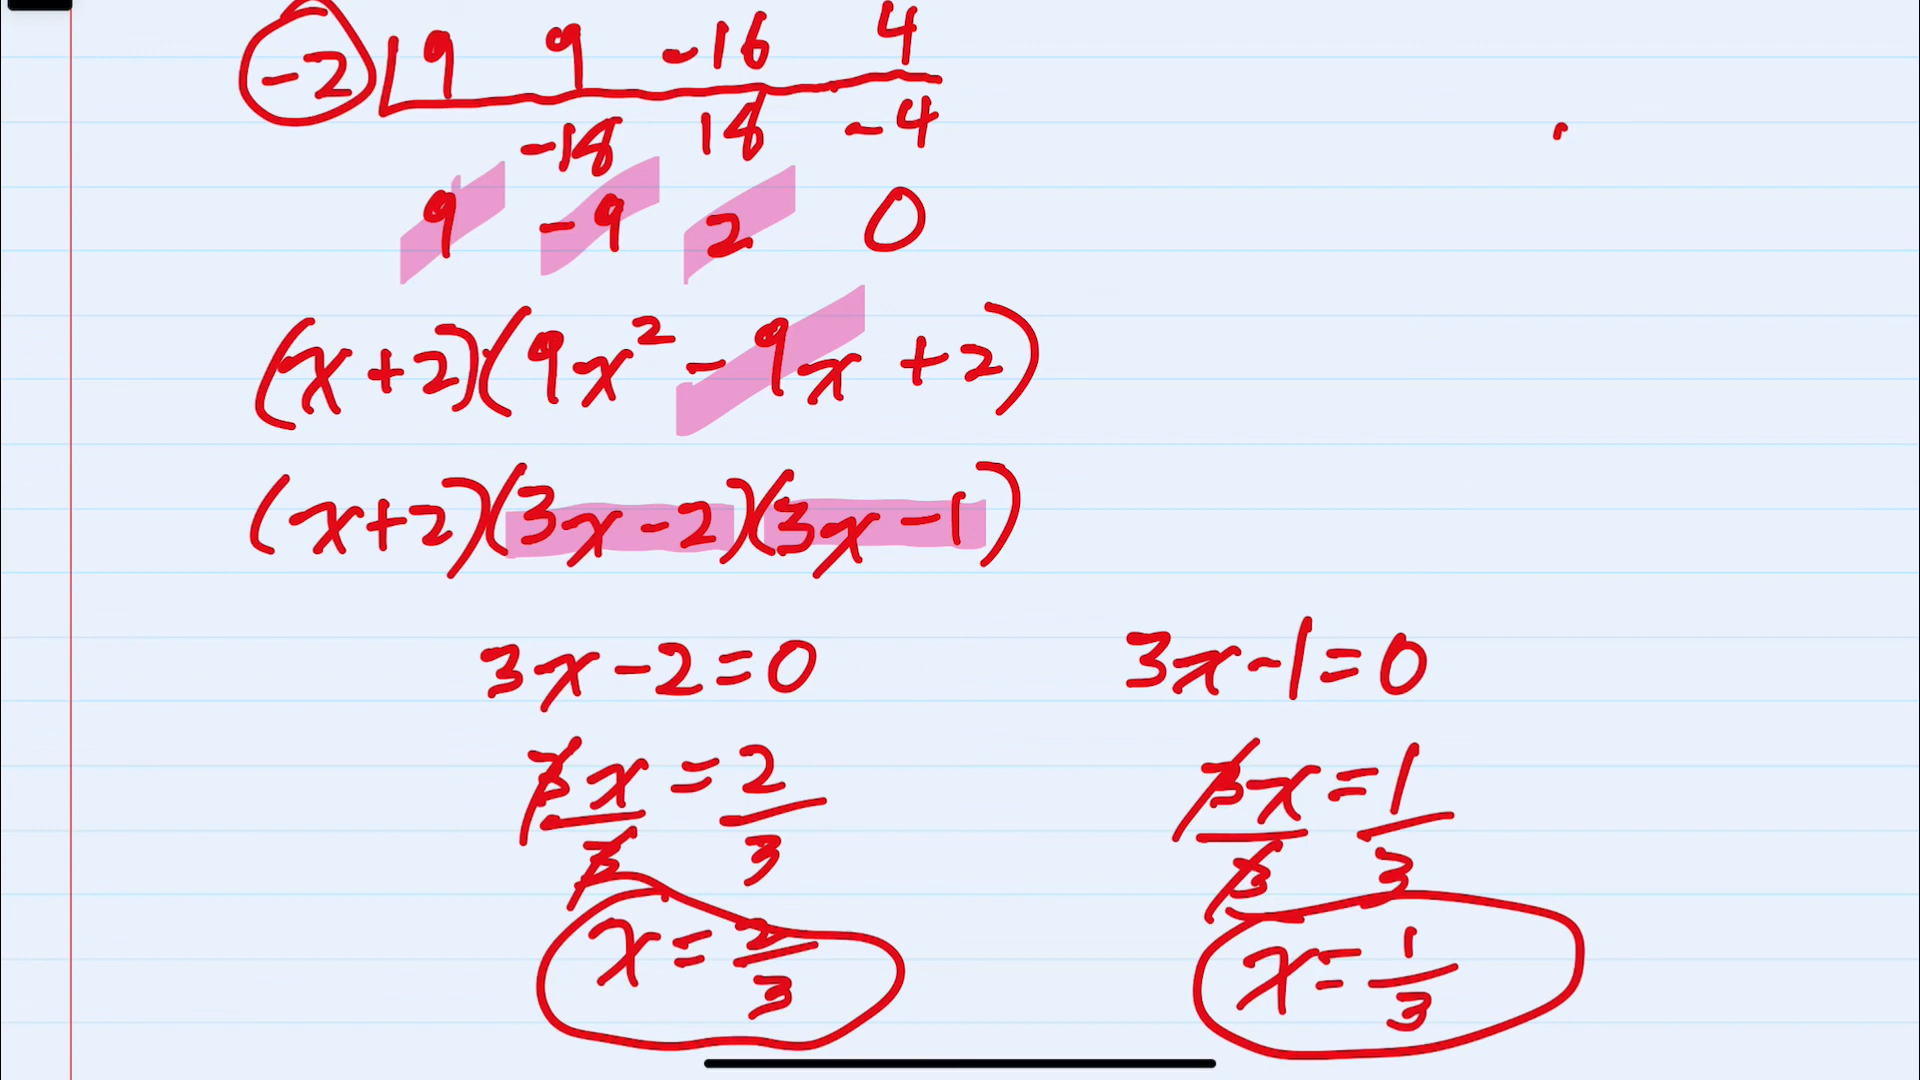 -2 | 9 9 -16 4
-18 18 -4
9 -9 2 0
(x+2)(9x² - 9x + 2)
(x+2)(3x-2)(3x-1)
3x-2=0 3x-1=0
3x/3 = 2/3 3x/3 = 1/3
x = 2/3 x = 1/3